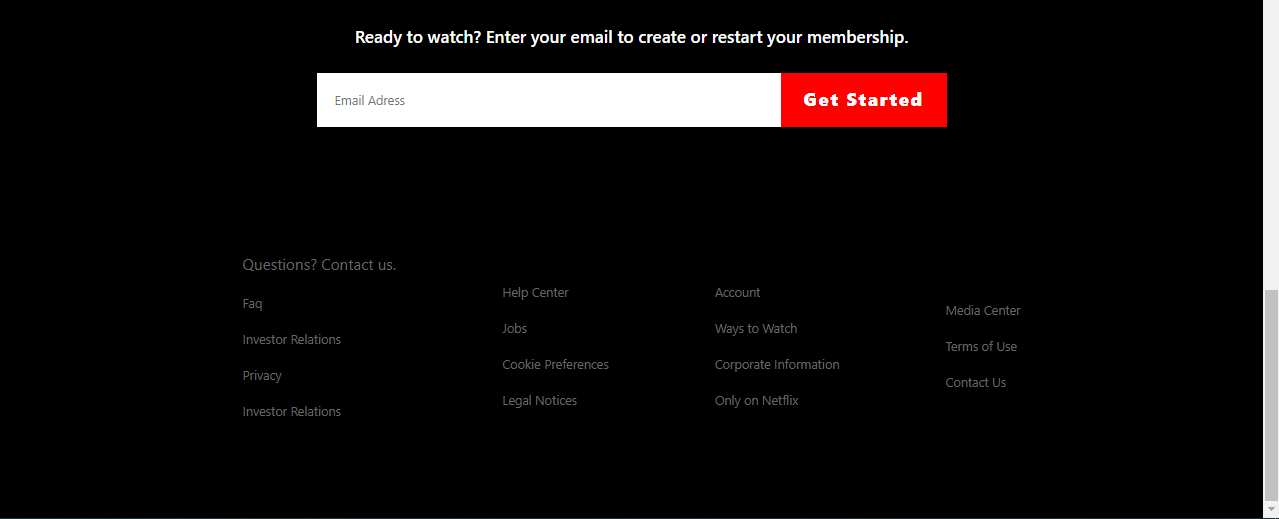 Ready to watch? Enter your email to create or restart your membership.
Email Adress
Get Started
Questions? Contact us.
Faq
Investor Relations
Privacy
Investor Relations
Help Center
Jobs
Cookie Preferences
Legal Notices
Account
Ways to Watch
Corporate Information
Only on Netflix
Media Center
Terms of Use
Contact Us